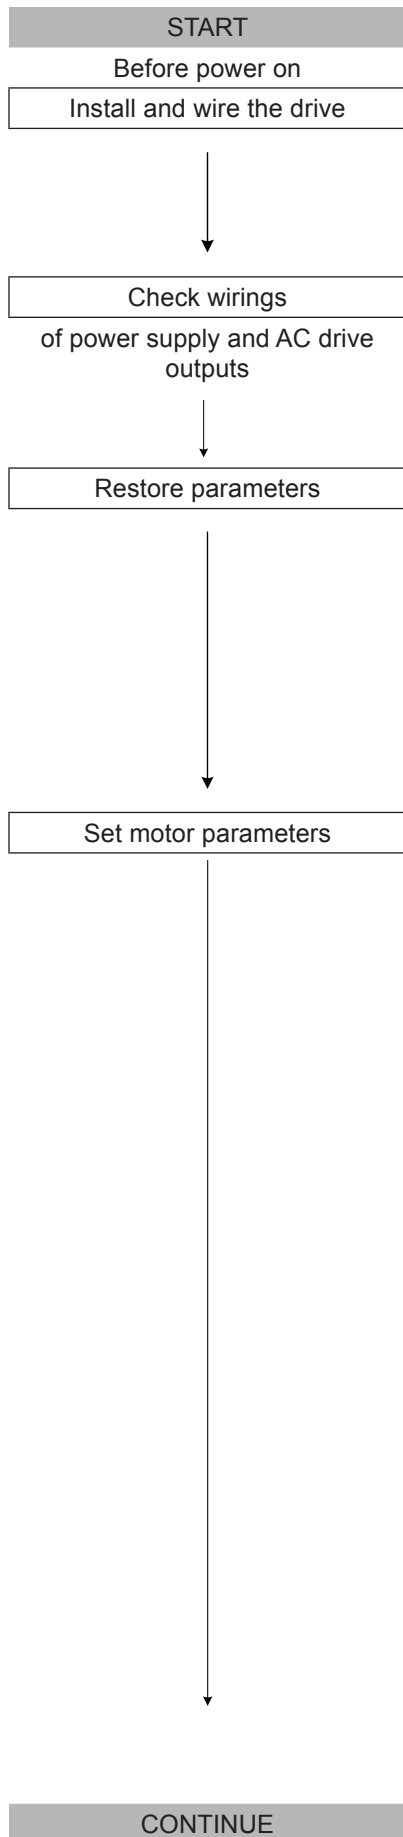 START
Before power on
Install and wire the drive
Check wirings
of power supply and AC drive
outputs
Restore parameters
Set motor parameters
CONTINUE